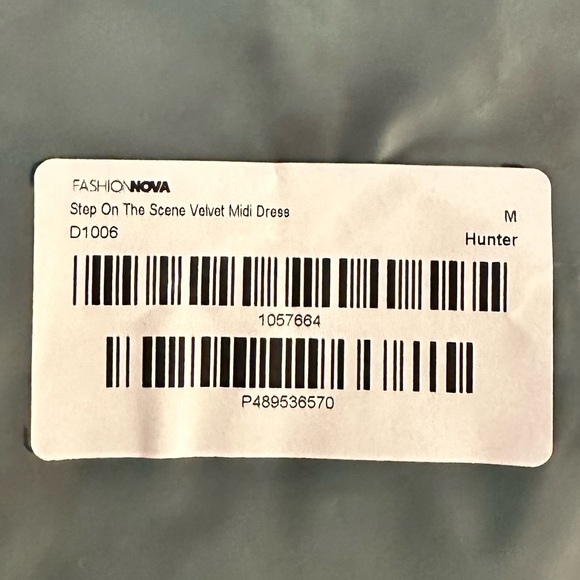 FASHIONNOVA
Step On The Scene Velvet Midi Dress
M
D1006
Hunter
1057664
P489536570